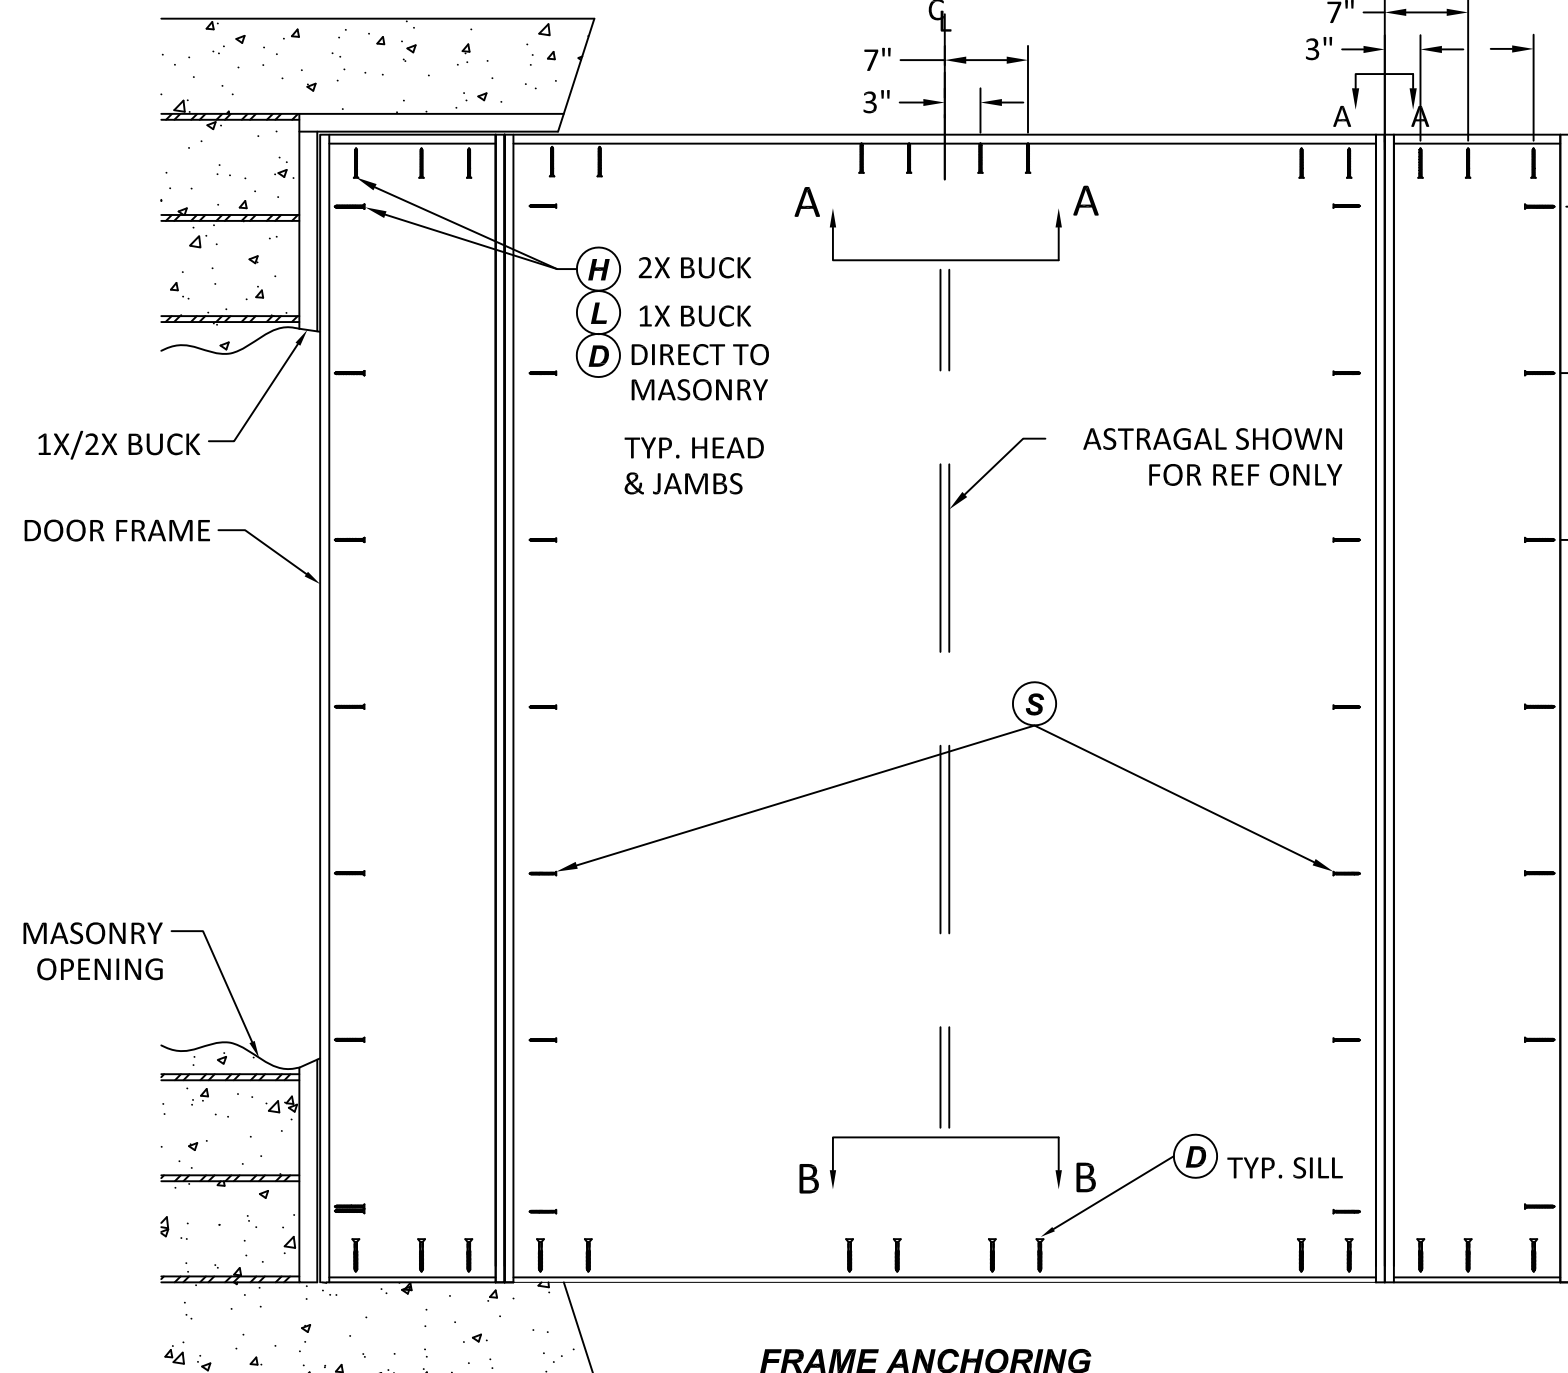 C
L
7"
3"
7"
3"
A A
A A
H 2X BUCK
L 1X BUCK
D DIRECT TO
MASONRY
TYP. HEAD
& JAMBS
1X/2X BUCK
ASTRAGAL SHOWN
FOR REF ONLY
DOOR FRAME
S
MASONRY
OPENING
B B
D TYP. SILL
FRAME ANCHORING